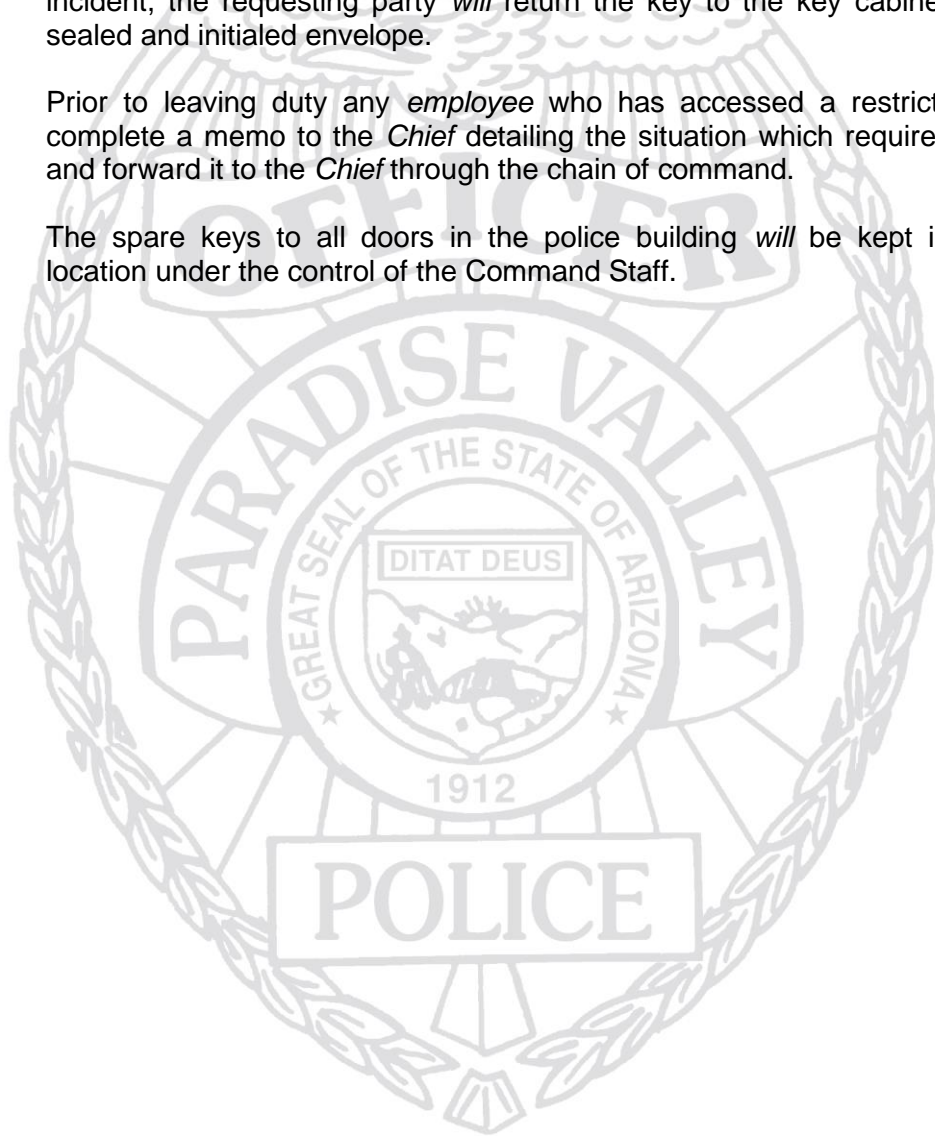 incident, the requesting party will return the key to the key cabine
sealed and initialed envelope.
Prior to leaving duty any employee who has accessed a restrict
complete a memo to the Chief detailing the situation which require
and forward it to the Chief through the chain of command.
The spare keys to all doors in the police building will be kept i
location under the control of the Command Staff.
OFFICER
PARADISE VALLEY
GREAT SEAL OF THE STATE OF ARIZONA
DITAT DEUS
1912
POLICE